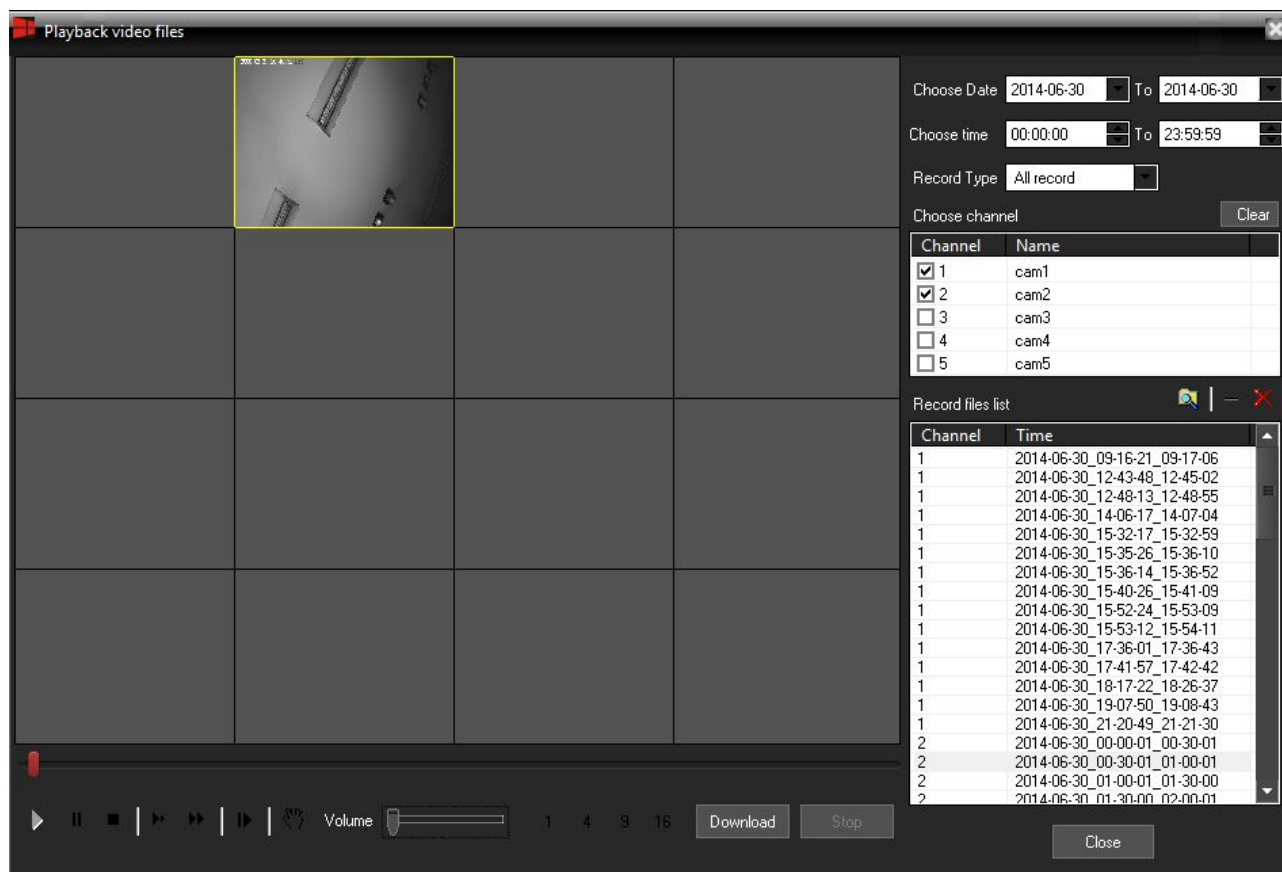 Playback video files
Choose Date 2014-06-30 To 2014-06-30
Choose time 00:00:00 To 23:59:59
Record Type All record
Choose channel Clear
Channel Name
1 cam1
2 cam2
3 cam3
4 cam4
5 cam5
Record files list
Channel Time
1 2014-06-30_09-16-21_09-17-06
1 2014-06-30_12-43-48_12-45-02
1 2014-06-30_12-48-13_12-48-55
1 2014-06-30_14-06-17_14-07-04
1 2014-06-30_15-32-17_15-32-59
1 2014-06-30_15-35-26_15-36-10
1 2014-06-30_15-36-14_15-36-52
1 2014-06-30_15-40-26_15-41-09
1 2014-06-30_15-52-24_15-53-09
1 2014-06-30_15-53-12_15-54-11
1 2014-06-30_17-36-01_17-36-43
1 2014-06-30_17-41-57_17-42-42
1 2014-06-30_18-17-22_18-26-37
1 2014-06-30_19-07-50_19-08-43
1 2014-06-30_21-20-49_21-21-30
2 2014-06-30_00-00-01_00-30-01
2 2014-06-30_00-30-01_01-00-01
2 2014-06-30_01-00-01_01-30-00
2 2014-06-30_01-30-00_02-00-01
Volume 1 4 9 16 Download Stop
Close